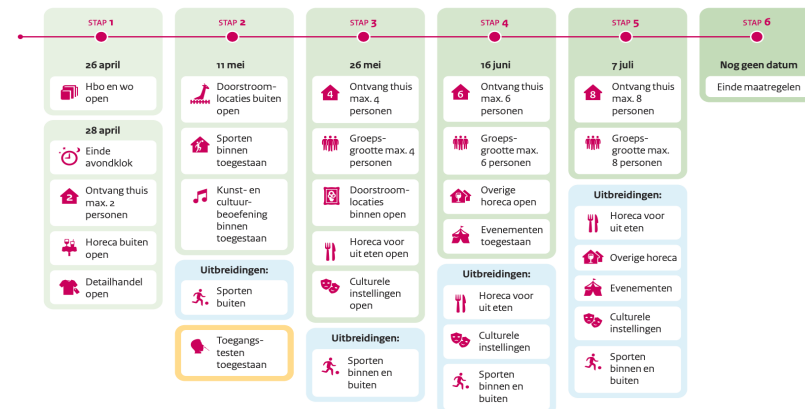 STAP 1
26 april
Hbo en wo
open
28 april
Einde
avondklok
2
Ontvang thuis
max. 2
personen
Horeca buiten
open
Detailhandel
open
STAP 2
11 mei
Doorstroom-
locaties buiten
open
Sporten
binnen
toegestaan
Kunst- en
cultuur-
beoefening
binnen
toegestaan
Uitbreidingen:
Sporten
buiten
Toegangs-
testen
toegestaan
STAP 3
26 mei
4
Ontvang thuis
max. 4
personen
Groeps-
grootte max. 4
personen
Doorstroom-
locaties
binnen open
Horeca voor
uit eten open
Culturele
instellingen
open
Uitbreidingen:
Sporten
binnen en
buiten
STAP 4
16 juni
6
Ontvang thuis
max. 6
personen
Groeps-
grootte max.
6 personen
Overige
horeca open
Evenementen
toegestaan
Uitbreidingen:
Horeca voor
uit eten
Culturele
instellingen
Sporten
binnen en
buiten
STAP 5
7 juli
8
Ontvang thuis
max. 8
personen
Groeps-
grootte max.
8 personen
Uitbreidingen:
Horeca voor
uit eten
Overige horeca
Evenementen
Culturele
instellingen
Sporten
binnen en
buiten
STAP 6
Nog geen datum
Einde maatregelen